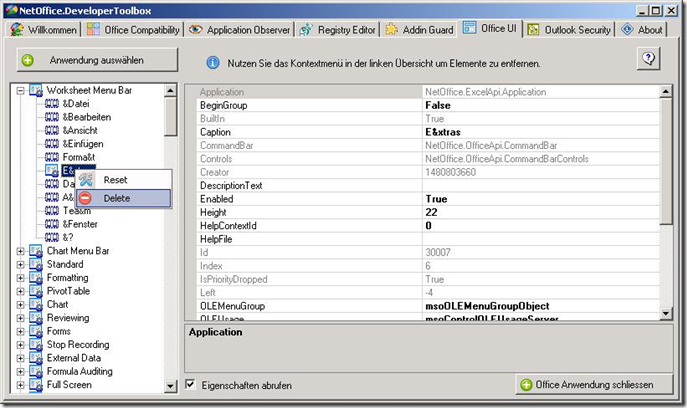 NetOffice.DeveloperToolbox
Willkommen
Office Compatibility
Application Observer
Registry Editor
Addin Guard
Office UI
Outlook Security
About
Anwendung auswählen
Nutzen Sie das Kontextmenü in der linken Übersicht um Elemente zu entfernen.
Worksheet Menu Bar
&Datei
&Bearbeiten
&Ansicht
&Einfügen
Forma&t
Reset
Delete
A&
Tea&m
&Fenster
&?
Chart Menu Bar
Standard
Formatting
PivotTable
Chart
Reviewing
Forms
Stop Recording
External Data
Formula Auditing
Full Screen
Application NetOffice.ExcelApi.Application
BeginGroup False
BuiltIn True
Caption E&xtras
CommandBar NetOffice.OfficeApi.CommandBar
Controls NetOffice.OfficeApi.CommandBarControls
Creator 1480803660
DescriptionText
Enabled True
Height 22
HelpContextId 0
HelpFile
Id 30007
Index 6
IsPriorityDropped True
Left -4
OLEMenuGroup msoOLEMenuGroupObject
OLEUsage msoControlOLEUsageServer
Application
Eigenschaften abrufen
Office Anwendung schliessen